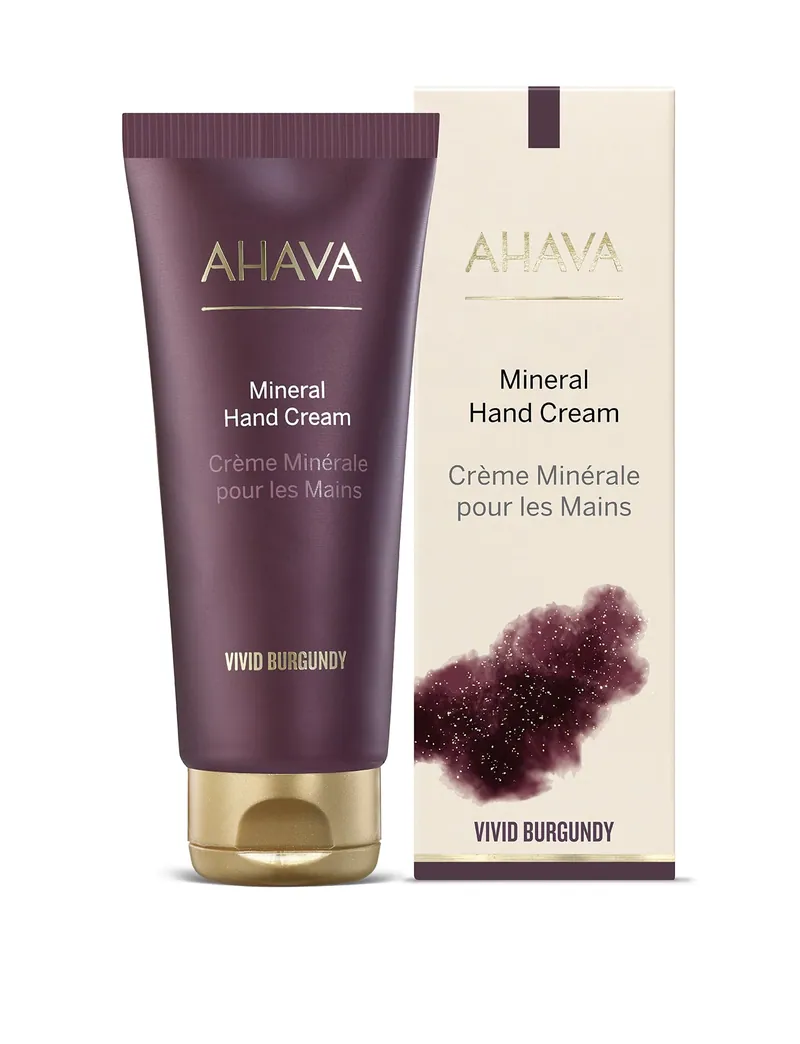 AHAVA
Mineral
Hand Cream
Crème Minérale
pour les Mains
VIVID BURGUNDY
AHAVA
Mineral
Hand Cream
Crème Minérale
pour les Mains
VIVID BURGUNDY